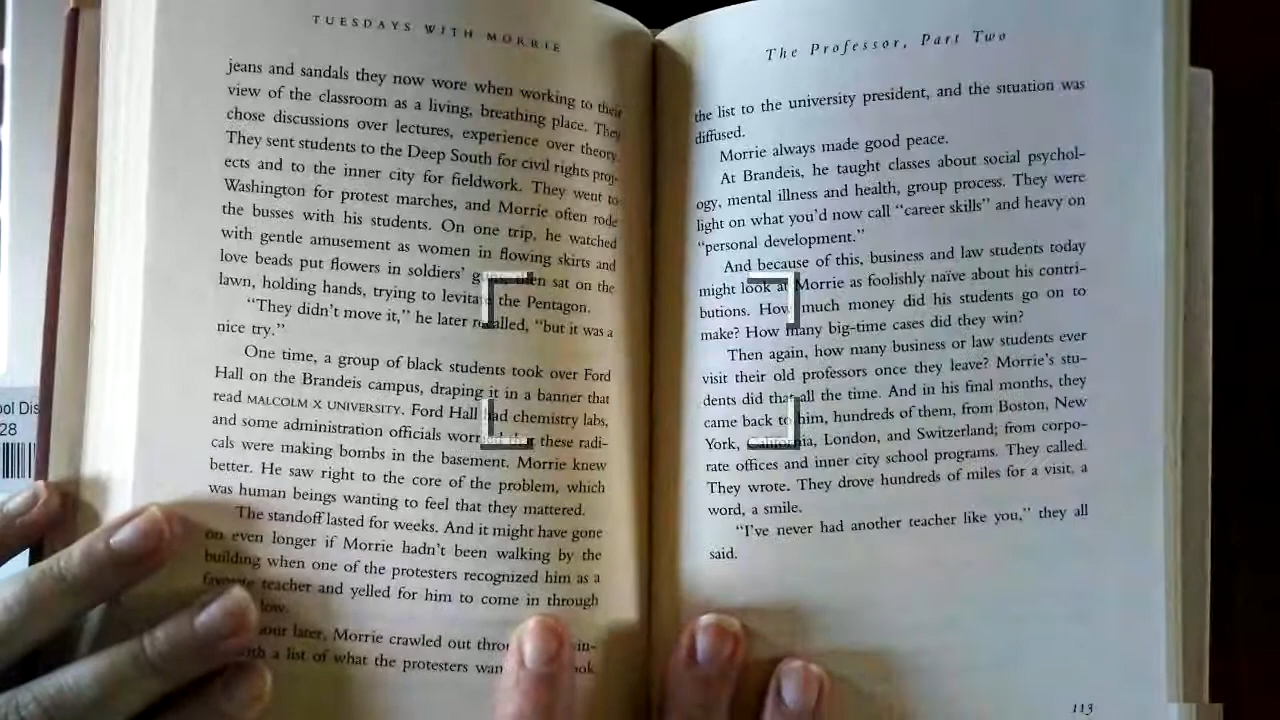 TUESDAYS WITH MORRIE
jeans and sandals they now wore when working to their
view of the classroom as a living, breathing place. They
chose discussions over lectures, experience over theory.
They sent students to the Deep South for civil rights proj-
ects and to the inner city for fieldwork. They went to
Washington for protest marches, and Morrie often rode
the busses with his students. On one trip, he watched
with gentle amusement as women in flowing skirts and
love beads put flowers in soldiers' then sat on the
lawn, holding hands, trying to levitate the Pentagon.
"They didn't move it," he later recalled, "but it was a
nice try."
One time, a group of black students took over Ford
Hall on the Brandeis campus, draping it in a banner that
read MALCOLM X UNIVERSITY. Ford Hall had chemistry labs,
and some administration officials worried that these radi-
cals were making bombs in the basement. Morrie knew
better. He saw right to the core of the problem, which
was human beings wanting to feel that they mattered.
The standoff lasted for weeks. And it might have gone
on even longer if Morrie hadn't been walking by the
building when one of the protesters recognized him as a
favorite teacher and yelled for him to come in through
hour later, Morrie crawled out
with a list of what the protesters
The Professor, Part Two
the list to the university president, and the situation was
diffused.
Morrie always made good peace.
At Brandeis, he taught classes about social psychol-
ogy, mental illness and health, group process. They were
light on what you'd now call "career skills" and heavy on
"personal development."
And because of this, business and law students today
might look at Morrie as foolishly naïve about his contri-
butions. How much money did his students go on to
make? How many big-time cases did they win?
Then again, how many business or law students ever
visit their old professors once they leave? Morrie's stu-
dents did that all the time. And in his final months, they
came back to him, hundreds of them, from Boston, New
York, California, London, and Switzerland; from corpo-
rate offices and inner city school programs. They called.
They wrote. They drove hundreds of miles for a visit, a
word, a smile.
"I've never had another teacher like you," they all
said.
113
ool Dis
28